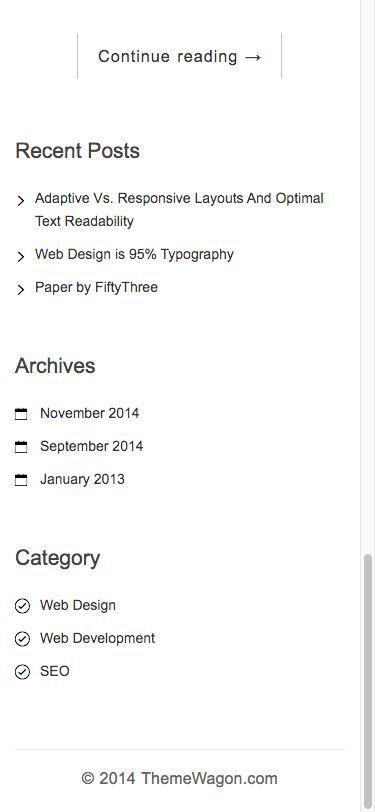 Continue reading →
Recent Posts
Adaptive Vs. Responsive Layouts And Optimal
Text Readability
Web Design is 95% Typography
Paper by FiftyThree
Archives
November 2014
September 2014
January 2013
Category
Web Design
Web Development
SEO
© 2014 ThemeWagon.com